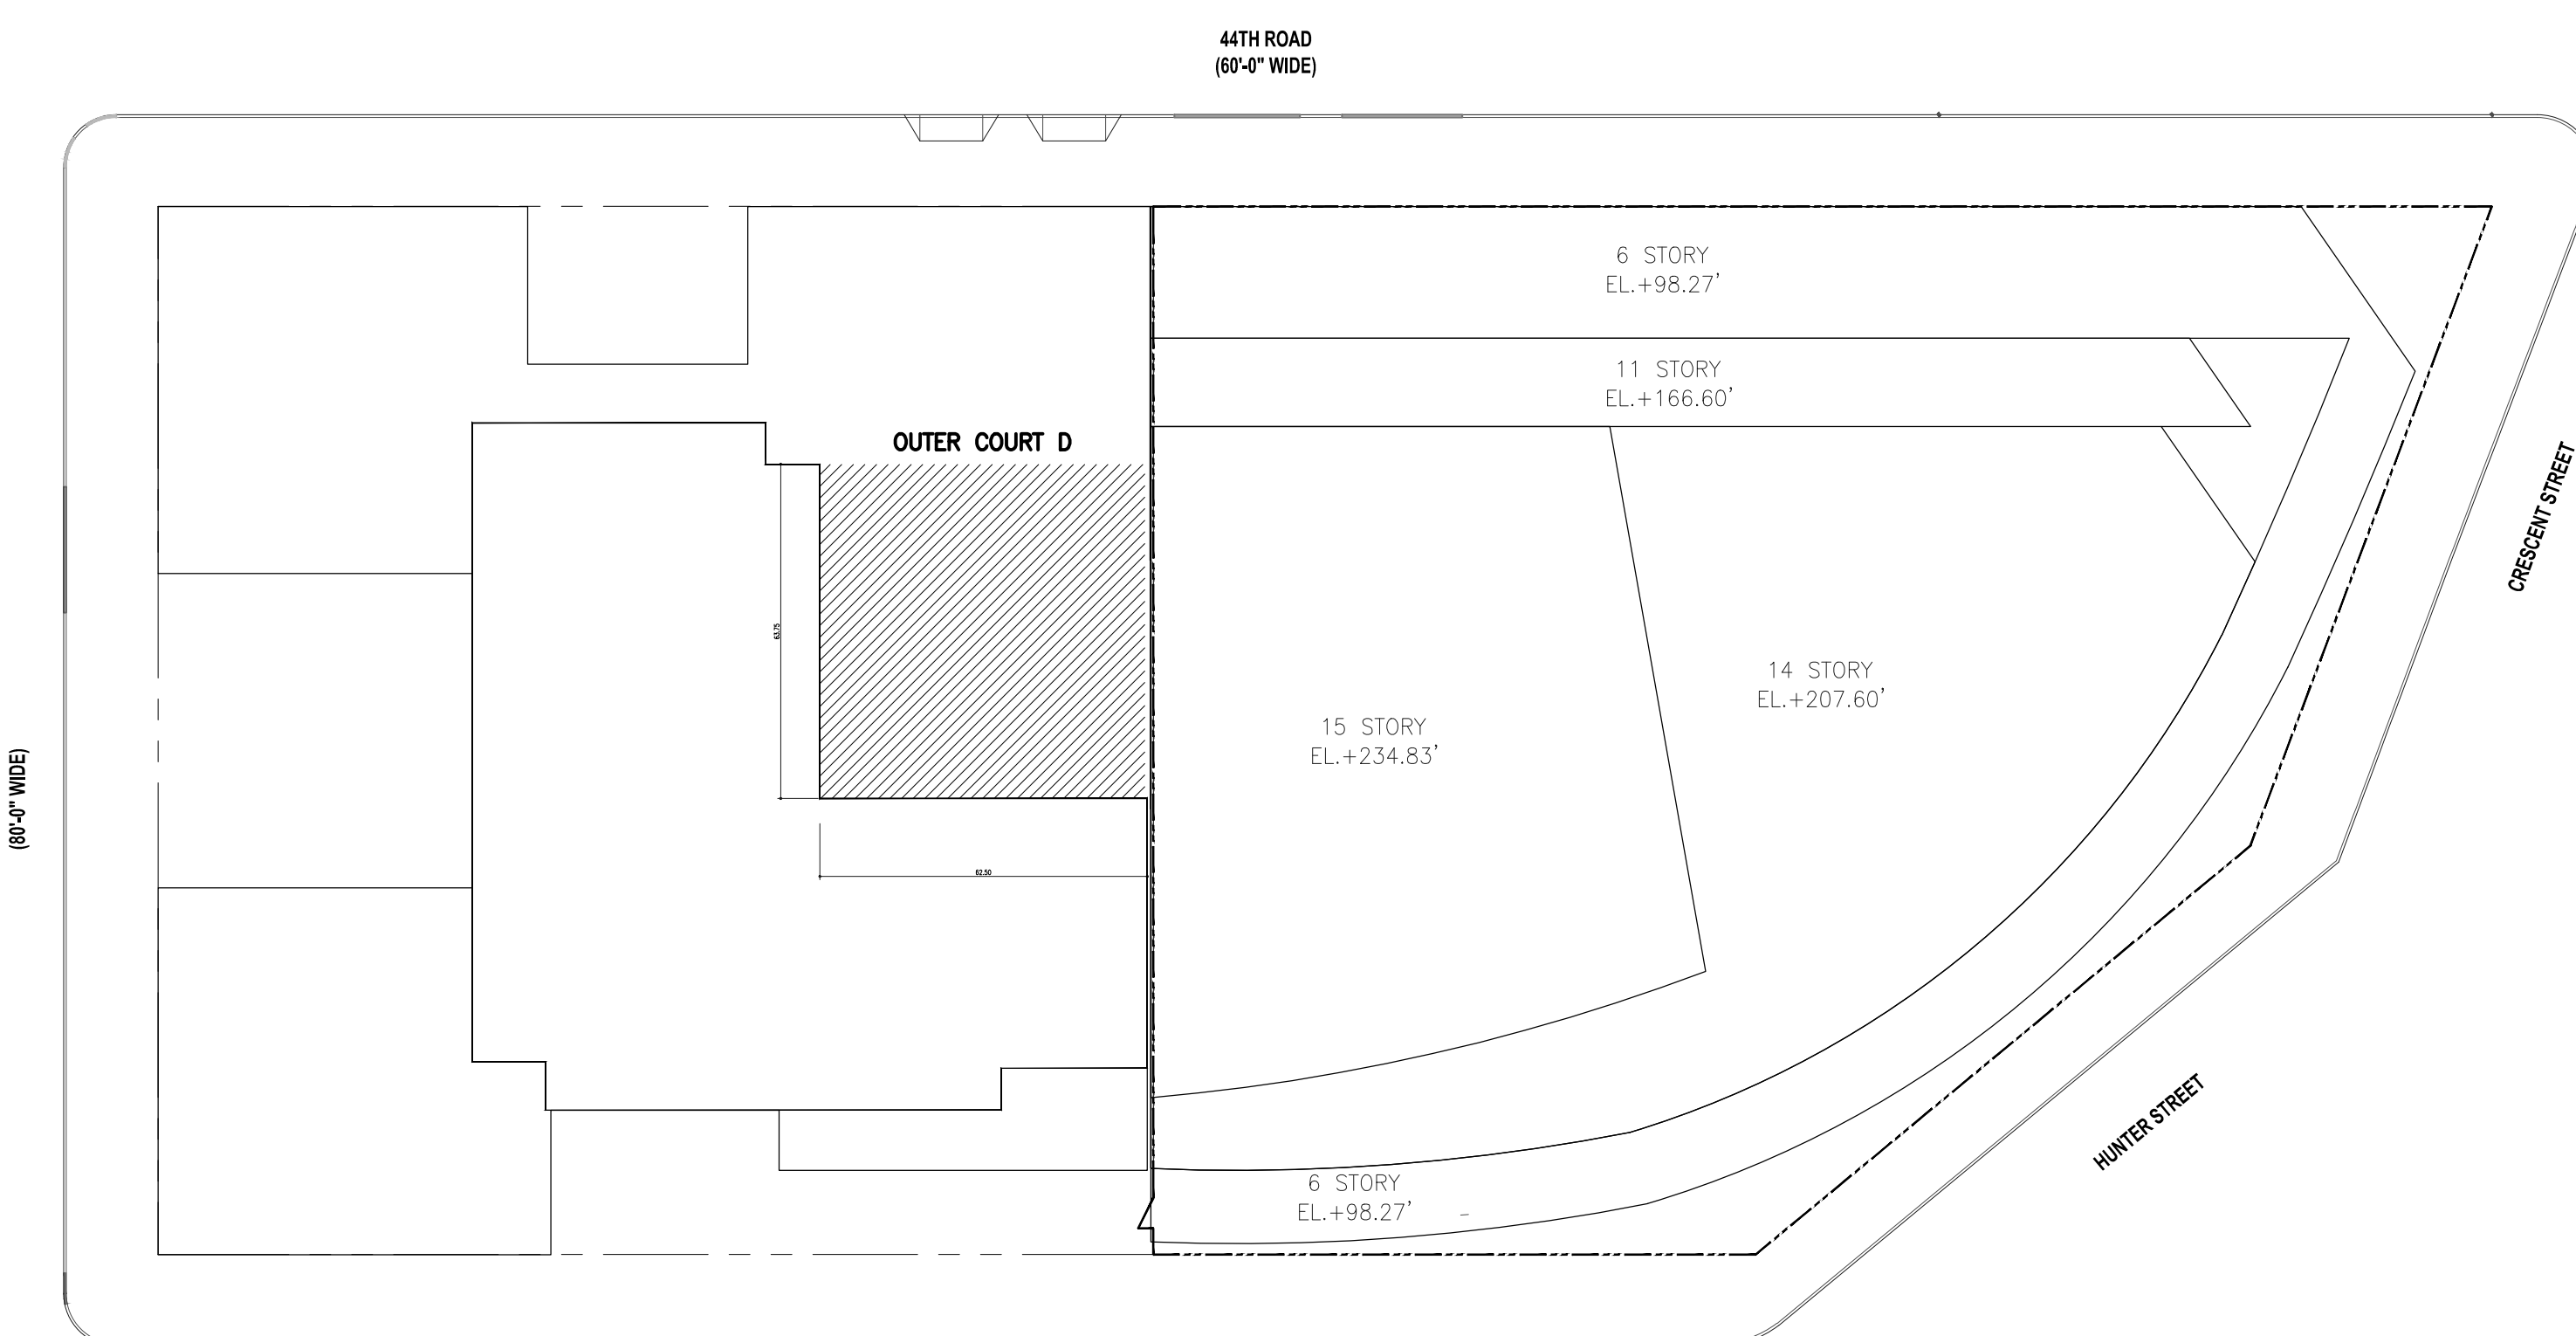 44TH ROAD
(60'-0" WIDE)
6 STORY
EL.+98.27'
11 STORY
EL.+166.60'
OUTER COURT D
CRESCENT STREET
63.75
14 STORY
EL.+207.60'
15 STORY
EL.+234.83'
(80'-0" WIDE)
62.50
HUNTER STREET
6 STORY
EL.+98.27'